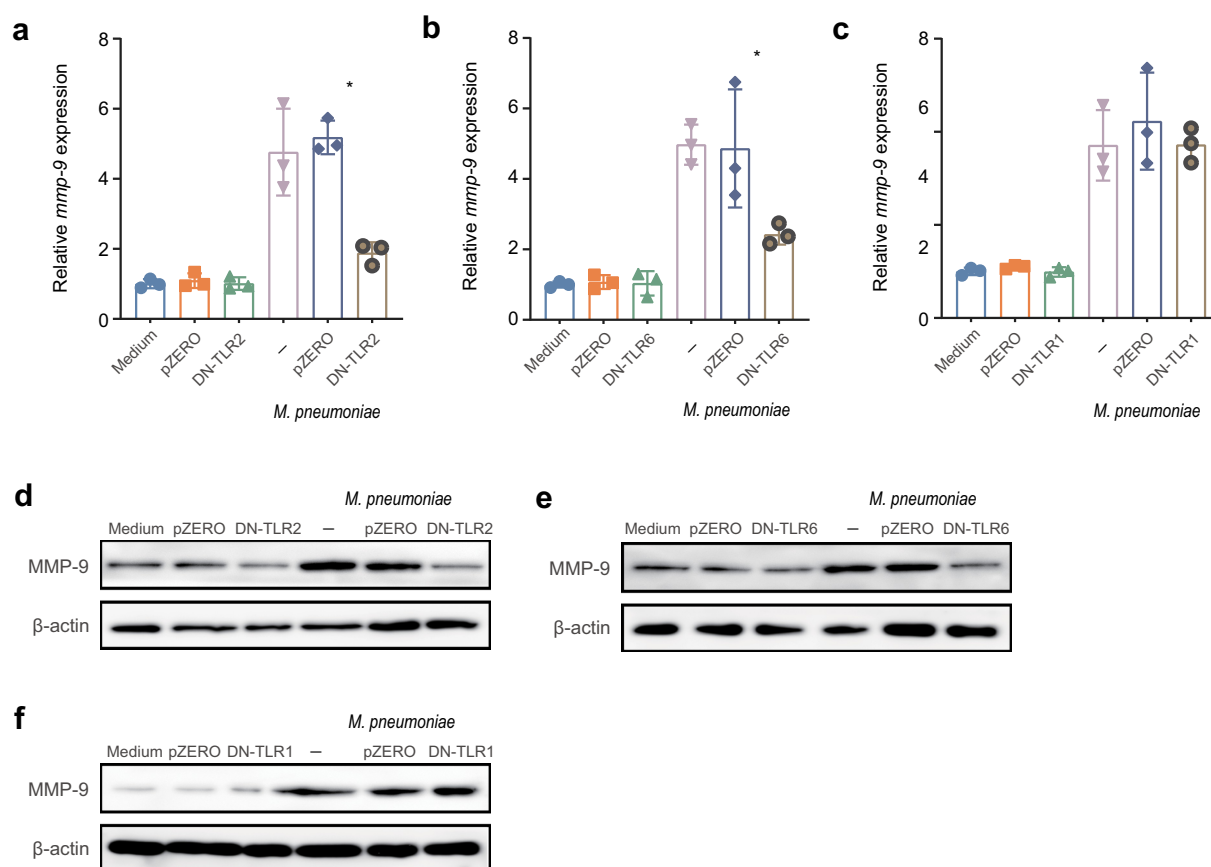 a
b
c
Relative mmp-9 expression
8
6
4
2
0
Medium
pZERO
DN-TLR2
–
pZERO
DN-TLR2
M. pneumoniae
*
Relative mmp-9 expression
8
6
4
2
0
Medium
pZERO
DN-TLR6
–
pZERO
DN-TLR6
M. pneumoniae
*
Relative mmp-9 expression
8
6
4
2
0
Medium
pZERO
DN-TLR1
–
pZERO
DN-TLR1
M. pneumoniae
d
M. pneumoniae
Medium pZERO DN-TLR2 – pZERO DN-TLR2
MMP-9
β-actin
e
M. pneumoniae
Medium pZERO DN-TLR6 – pZERO DN-TLR6
MMP-9
β-actin
f
M. pneumoniae
Medium pZERO DN-TLR1 – pZERO DN-TLR1
MMP-9
β-actin